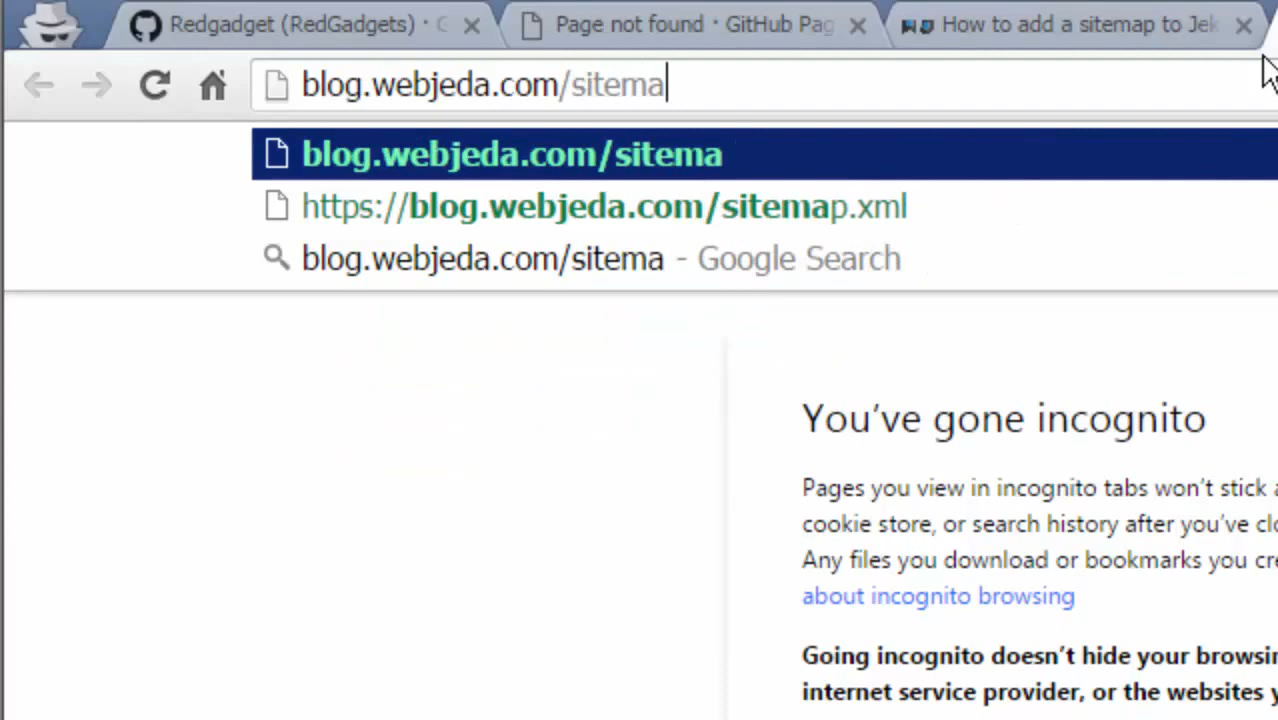 Redgadget (RedGadgets) · G
Page not found · GitHub Pag
How to add a sitemap to Jek
blog.webjeda.com/sitema
blog.webjeda.com/sitema
https://blog.webjeda.com/sitemap.xml
blog.webjeda.com/sitema - Google Search
You've gone incognito
Pages you view in incognito tabs won't stick a
cookie store, or search history after you've clo
Any files you download or bookmarks you cre
about incognito browsing
Going incognito doesn't hide your browsin
internet service provider, or the websites y